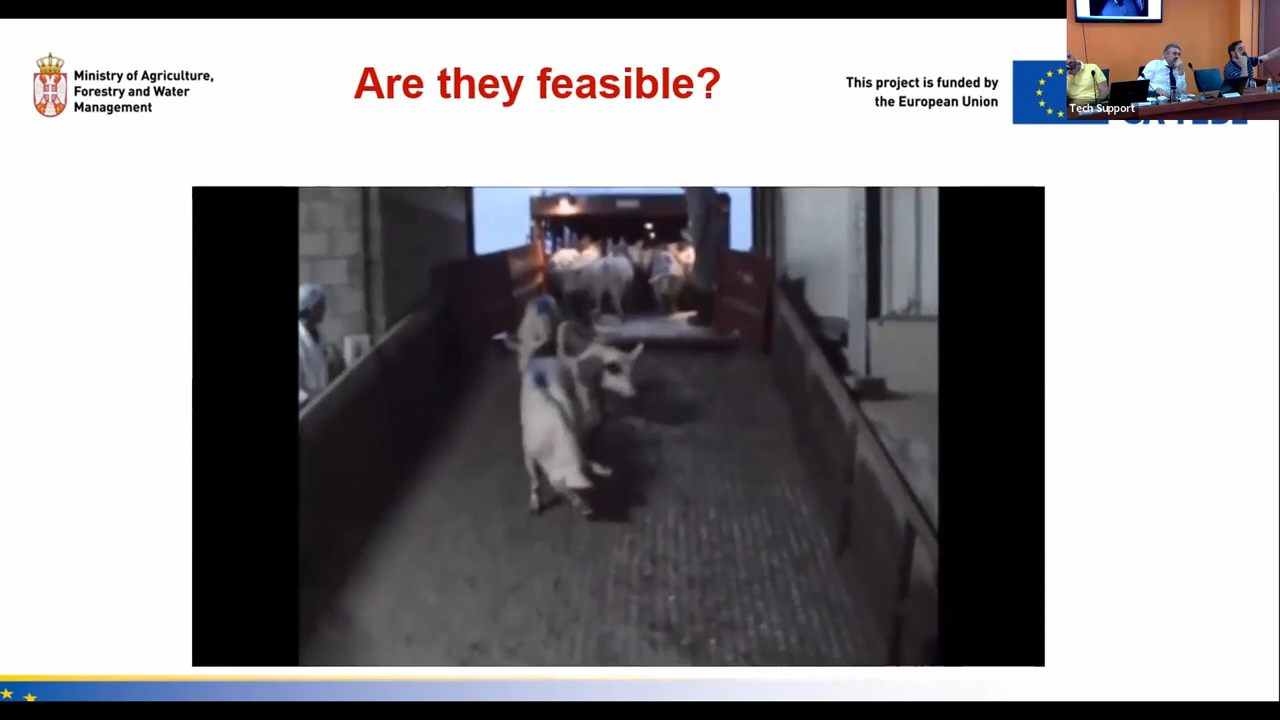 Ministry of Agriculture,
Forestry and Water
Management
Are they feasible?
This project is funded by
the European Union
Tech Support